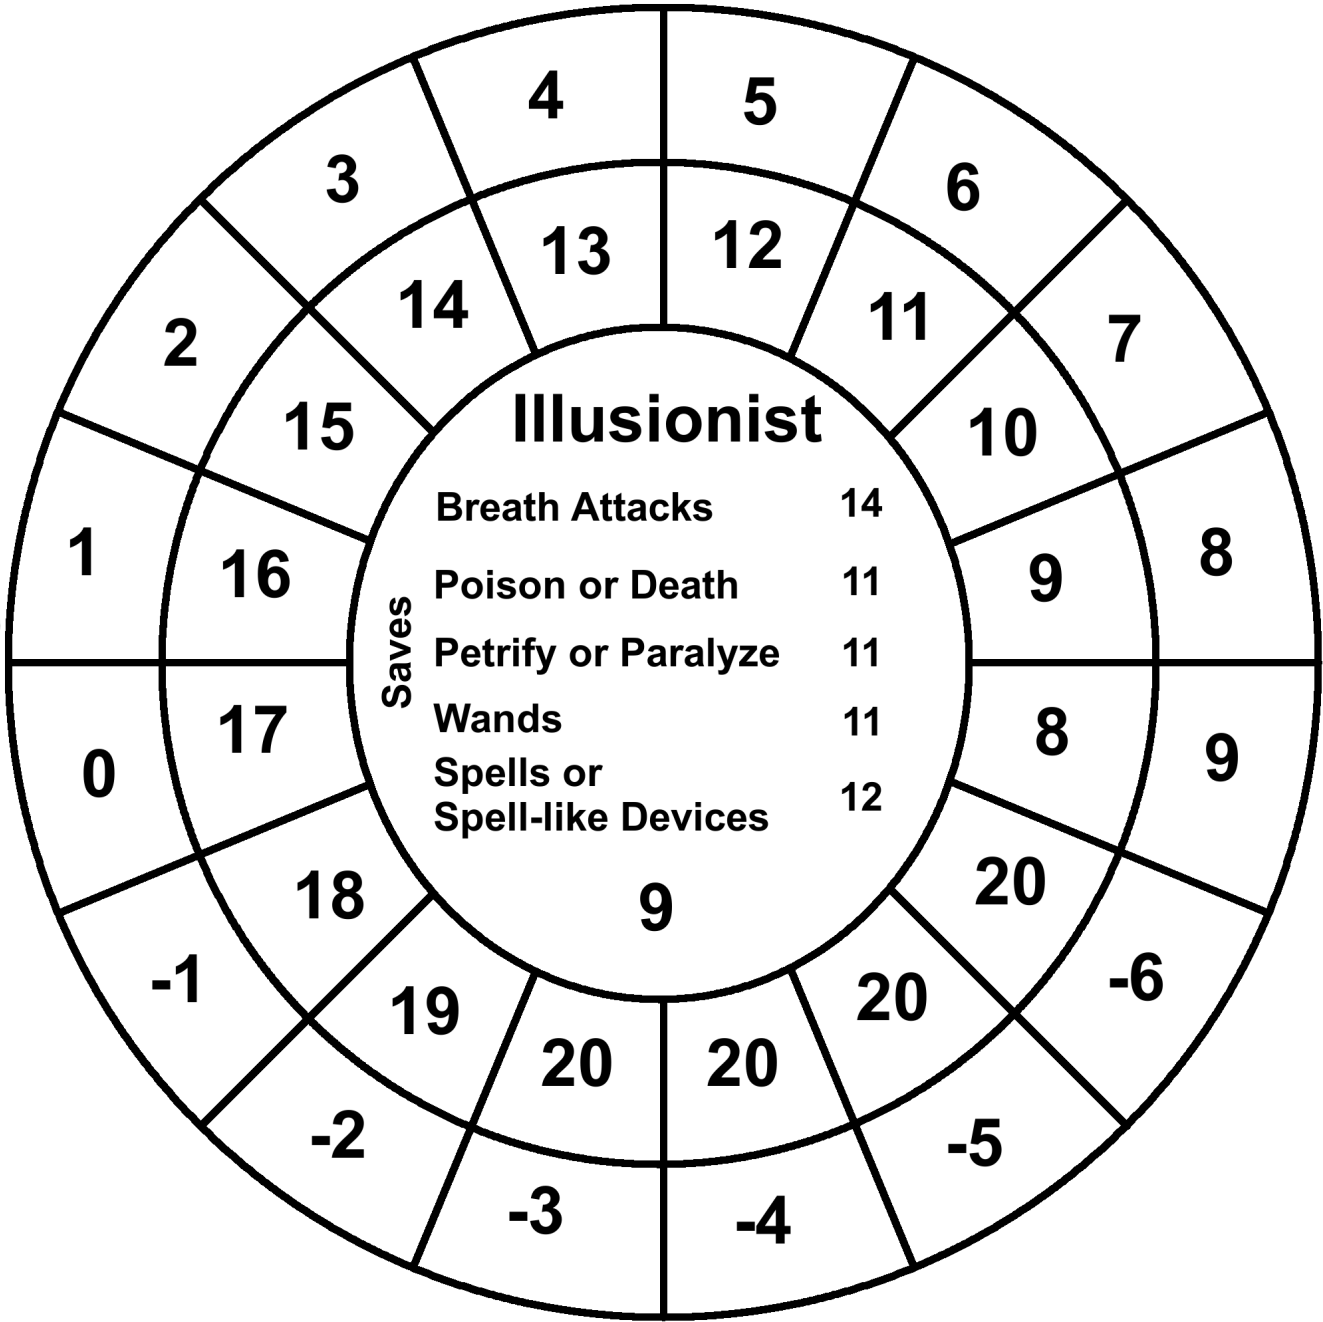 4 5
3 6
13 12
14 11
2 7
15 10
Illusionist
Breath Attacks 14
1 8
16 9
Poison or Death 11
Saves
Petrify or Paralyze 11
Wands 11
17 8
0 9
Spells or
Spell-like Devices 12
18 20
9
-1 -6
19 20
20 20
-2 -5
-3 -4